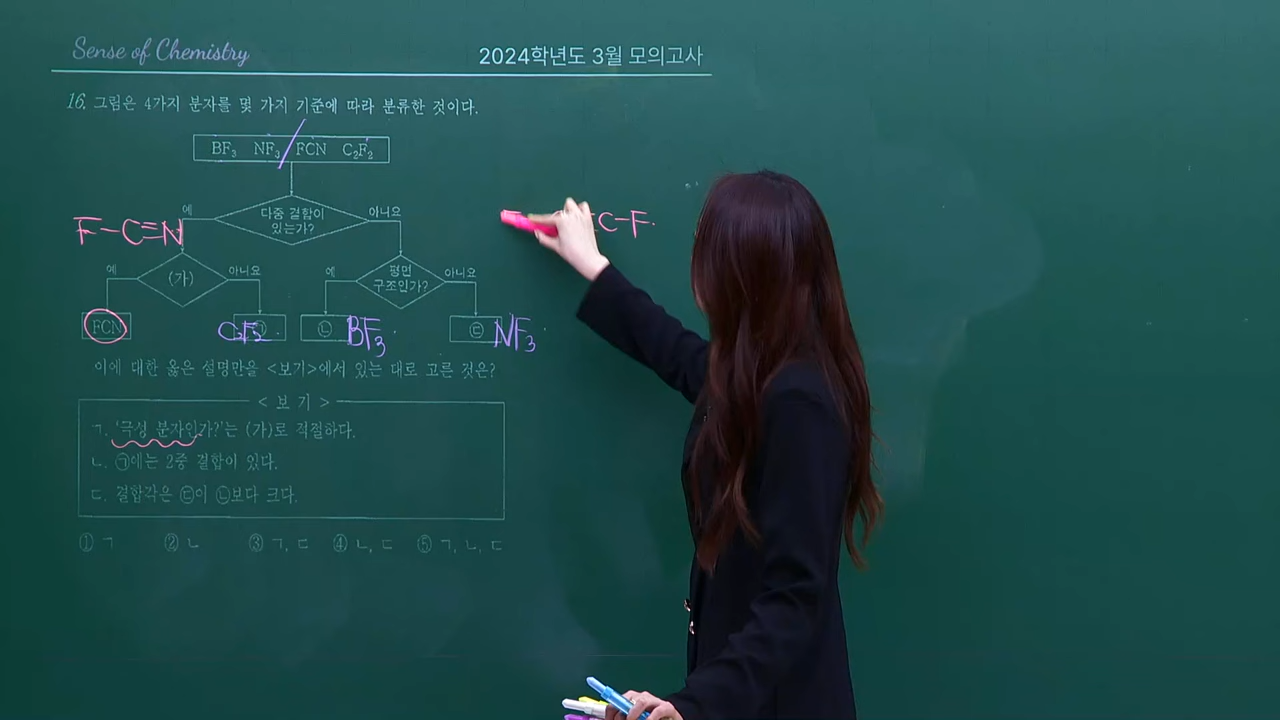 Sense of Chemistry
2024학년도 3월 모의고사
16. 그림은 4가지 분자를 몇 가지 기준에 따라 분류한 것이다.
BF₃ NF₃ FCN C₂F₂
예 다중 결합이 있는가? 아니요
F-C≡N
C-F
예 (가) 아니요
예 평면 구조인가? 아니요
FCN
C₂F₂
㉡ BF₃
㉢ NF₃
이에 대한 옳은 설명만을 <보기>에서 있는 대로 고른 것은?
< 보 기 >
ㄱ. '극성 분자인가?'는 (가)로 적절하다.
ㄴ. ㉠에는 2중 결합이 있다.
ㄷ. 결합각은 ㉢이 ㉡보다 크다.
① ㄱ ② ㄴ ③ ㄱ, ㄷ ④ ㄴ, ㄷ ⑤ ㄱ, ㄴ, ㄷ